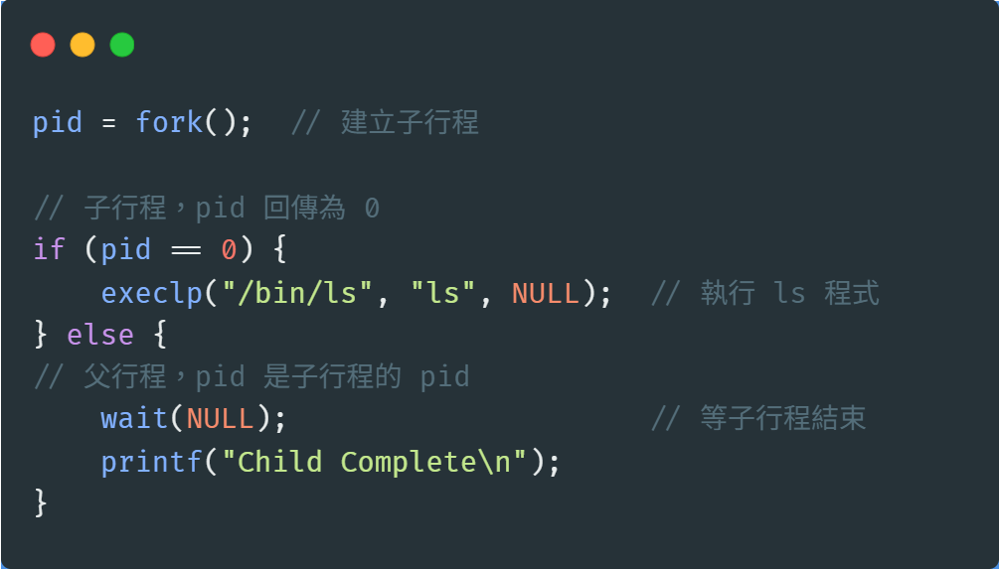 pid = fork();  // 建立子行程
// 子行程，pid 回傳為 0
if (pid == 0) {
    execlp("/bin/ls", "ls", NULL);  // 執行 ls 程式
} else {
// 父行程，pid 是子行程的 pid
    wait(NULL);                     // 等子行程結束
    printf("Child Complete\n");
}